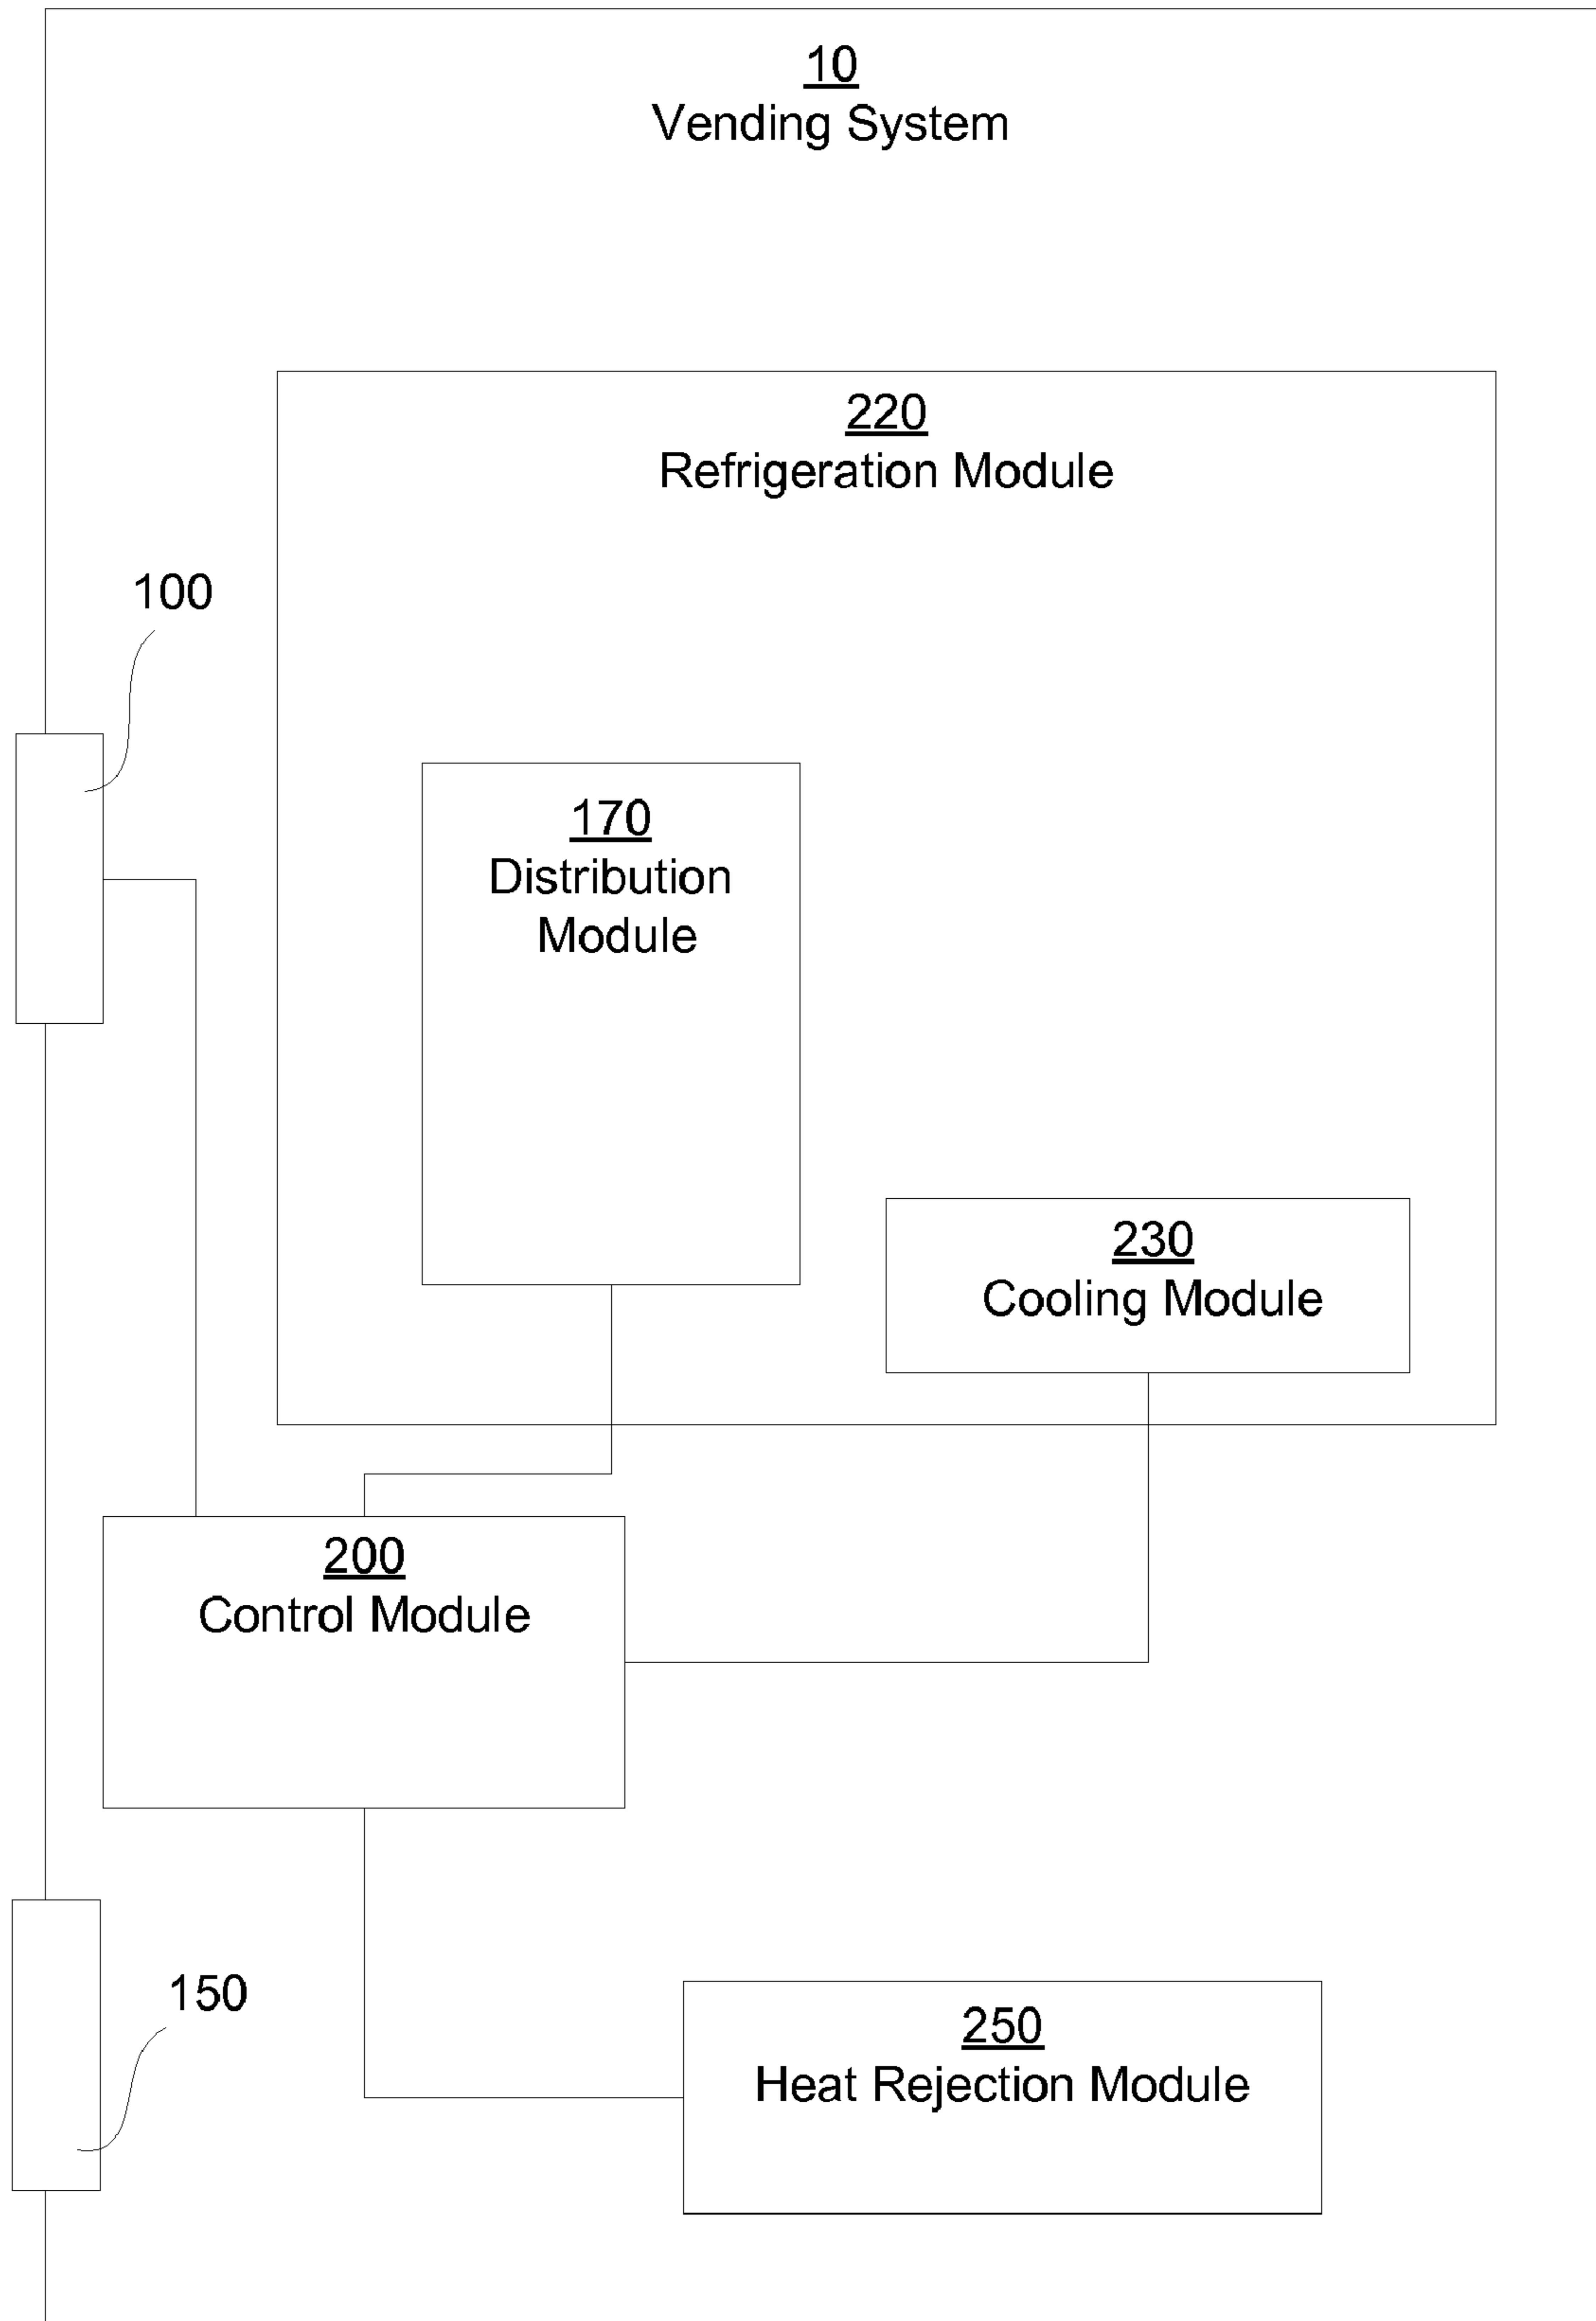 10
Vending System
220
Refrigeration Module
100
170
Distribution
Module
230
Cooling Module
200
Control Module
150
250
Heat Rejection Module